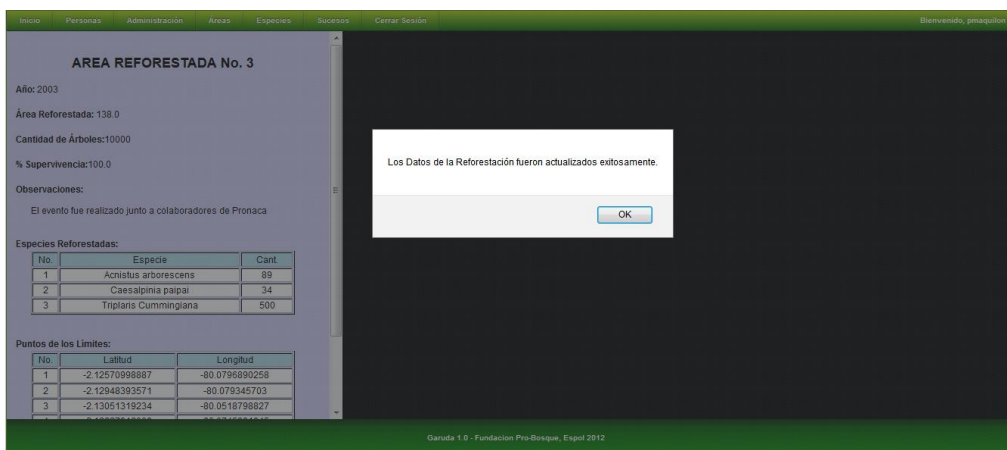 Inicio Personas Administración Areas Especies Sucesos Cerrar Sesión Bienvenido, pmaquilon
AREA REFORESTADA No. 3
Año: 2003
Área Reforestada: 138.0
Cantidad de Árboles:10000
% Supervivencia:100.0
Observaciones:
El evento fue realizado junto a colaboradores de Pronaca
Especies Reforestadas:
No. Especie Cant.
1 Acnistus arborescens 89
2 Caesalpinia paipai 34
3 Triplaris Cummingiana 500
Puntos de los Límites:
No. Latitud Longitud
1 -2.12570998887 -80.0796890258
2 -2.12948393571 -80.079345703
3 -2.13051319234 -80.0518798827
Los Datos de la Reforestación fueron actualizados exitosamente.
OK
Garuda 1.0 - Fundacion Pro-Bosque, Espol 2012